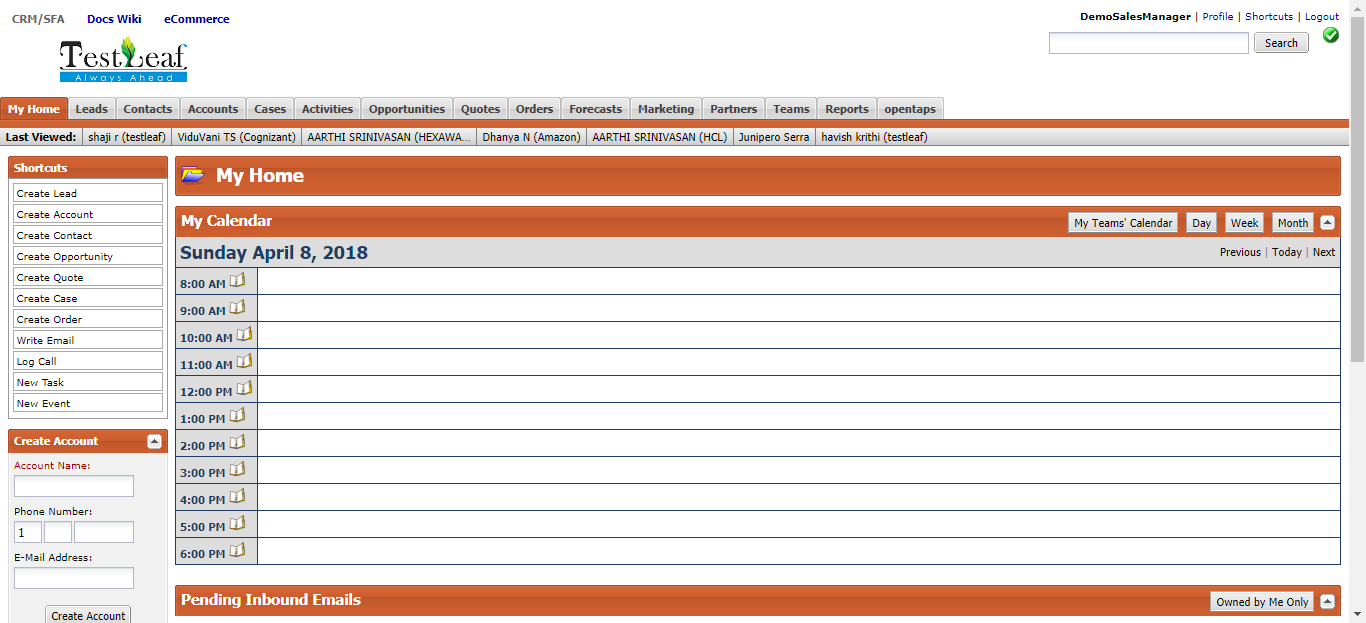 CRM/SFA Docs Wiki eCommerce
DemoSalesManager | Profile | Shortcuts | Logout
Search
TestLeaf
Always Ahead
My Home Leads Contacts Accounts Cases Activities Opportunities Quotes Orders Forecasts Marketing Partners Teams Reports opentaps
Last Viewed: shaji r (testleaf) ViduVani TS (Cognizant) AARTHI SRINIVASAN (HEXAWA... Dhanya N (Amazon) AARTHI SRINIVASAN (HCL) Junipero Serra havish krithi (testleaf)
Shortcuts
Create Lead
Create Account
Create Contact
Create Opportunity
Create Quote
Create Case
Create Order
Write Email
Log Call
New Task
New Event
Create Account
Account Name:
Phone Number:
1
E-Mail Address:
Create Account
My Home
My Calendar
My Teams' Calendar Day Week Month
Sunday April 8, 2018
Previous | Today | Next
8:00 AM
9:00 AM
10:00 AM
11:00 AM
12:00 PM
1:00 PM
2:00 PM
3:00 PM
4:00 PM
5:00 PM
6:00 PM
Pending Inbound Emails
Owned by Me Only